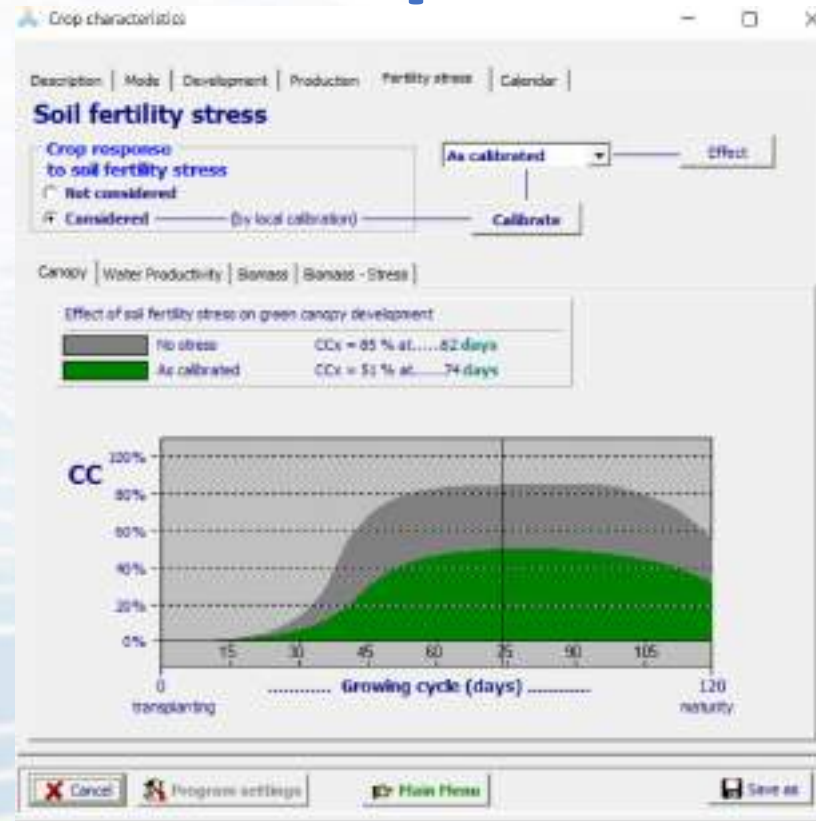 Crop characteristics
Description | Mode | Development | Production | Fertility stress | Calendar |
Soil fertility stress
Crop response
to soil fertility stress
Not considered
Considered (by local calibration)
As calibrated
Effect
Calibrate
Canopy | Water Productivity | Biomass | Biomass - Stress |
Effect of soil fertility stress on green canopy development
No stress CCx = 85 % at.....62 days
As calibrated CCx = 51 % at.......74 days
CC
100%
80%
60%
40%
20%
0%
15 30 45 60 75 90 105
0 ............ Growing cycle (days) ............ 120
transplanting maturity
Cancel Program settings Main Menu Save as